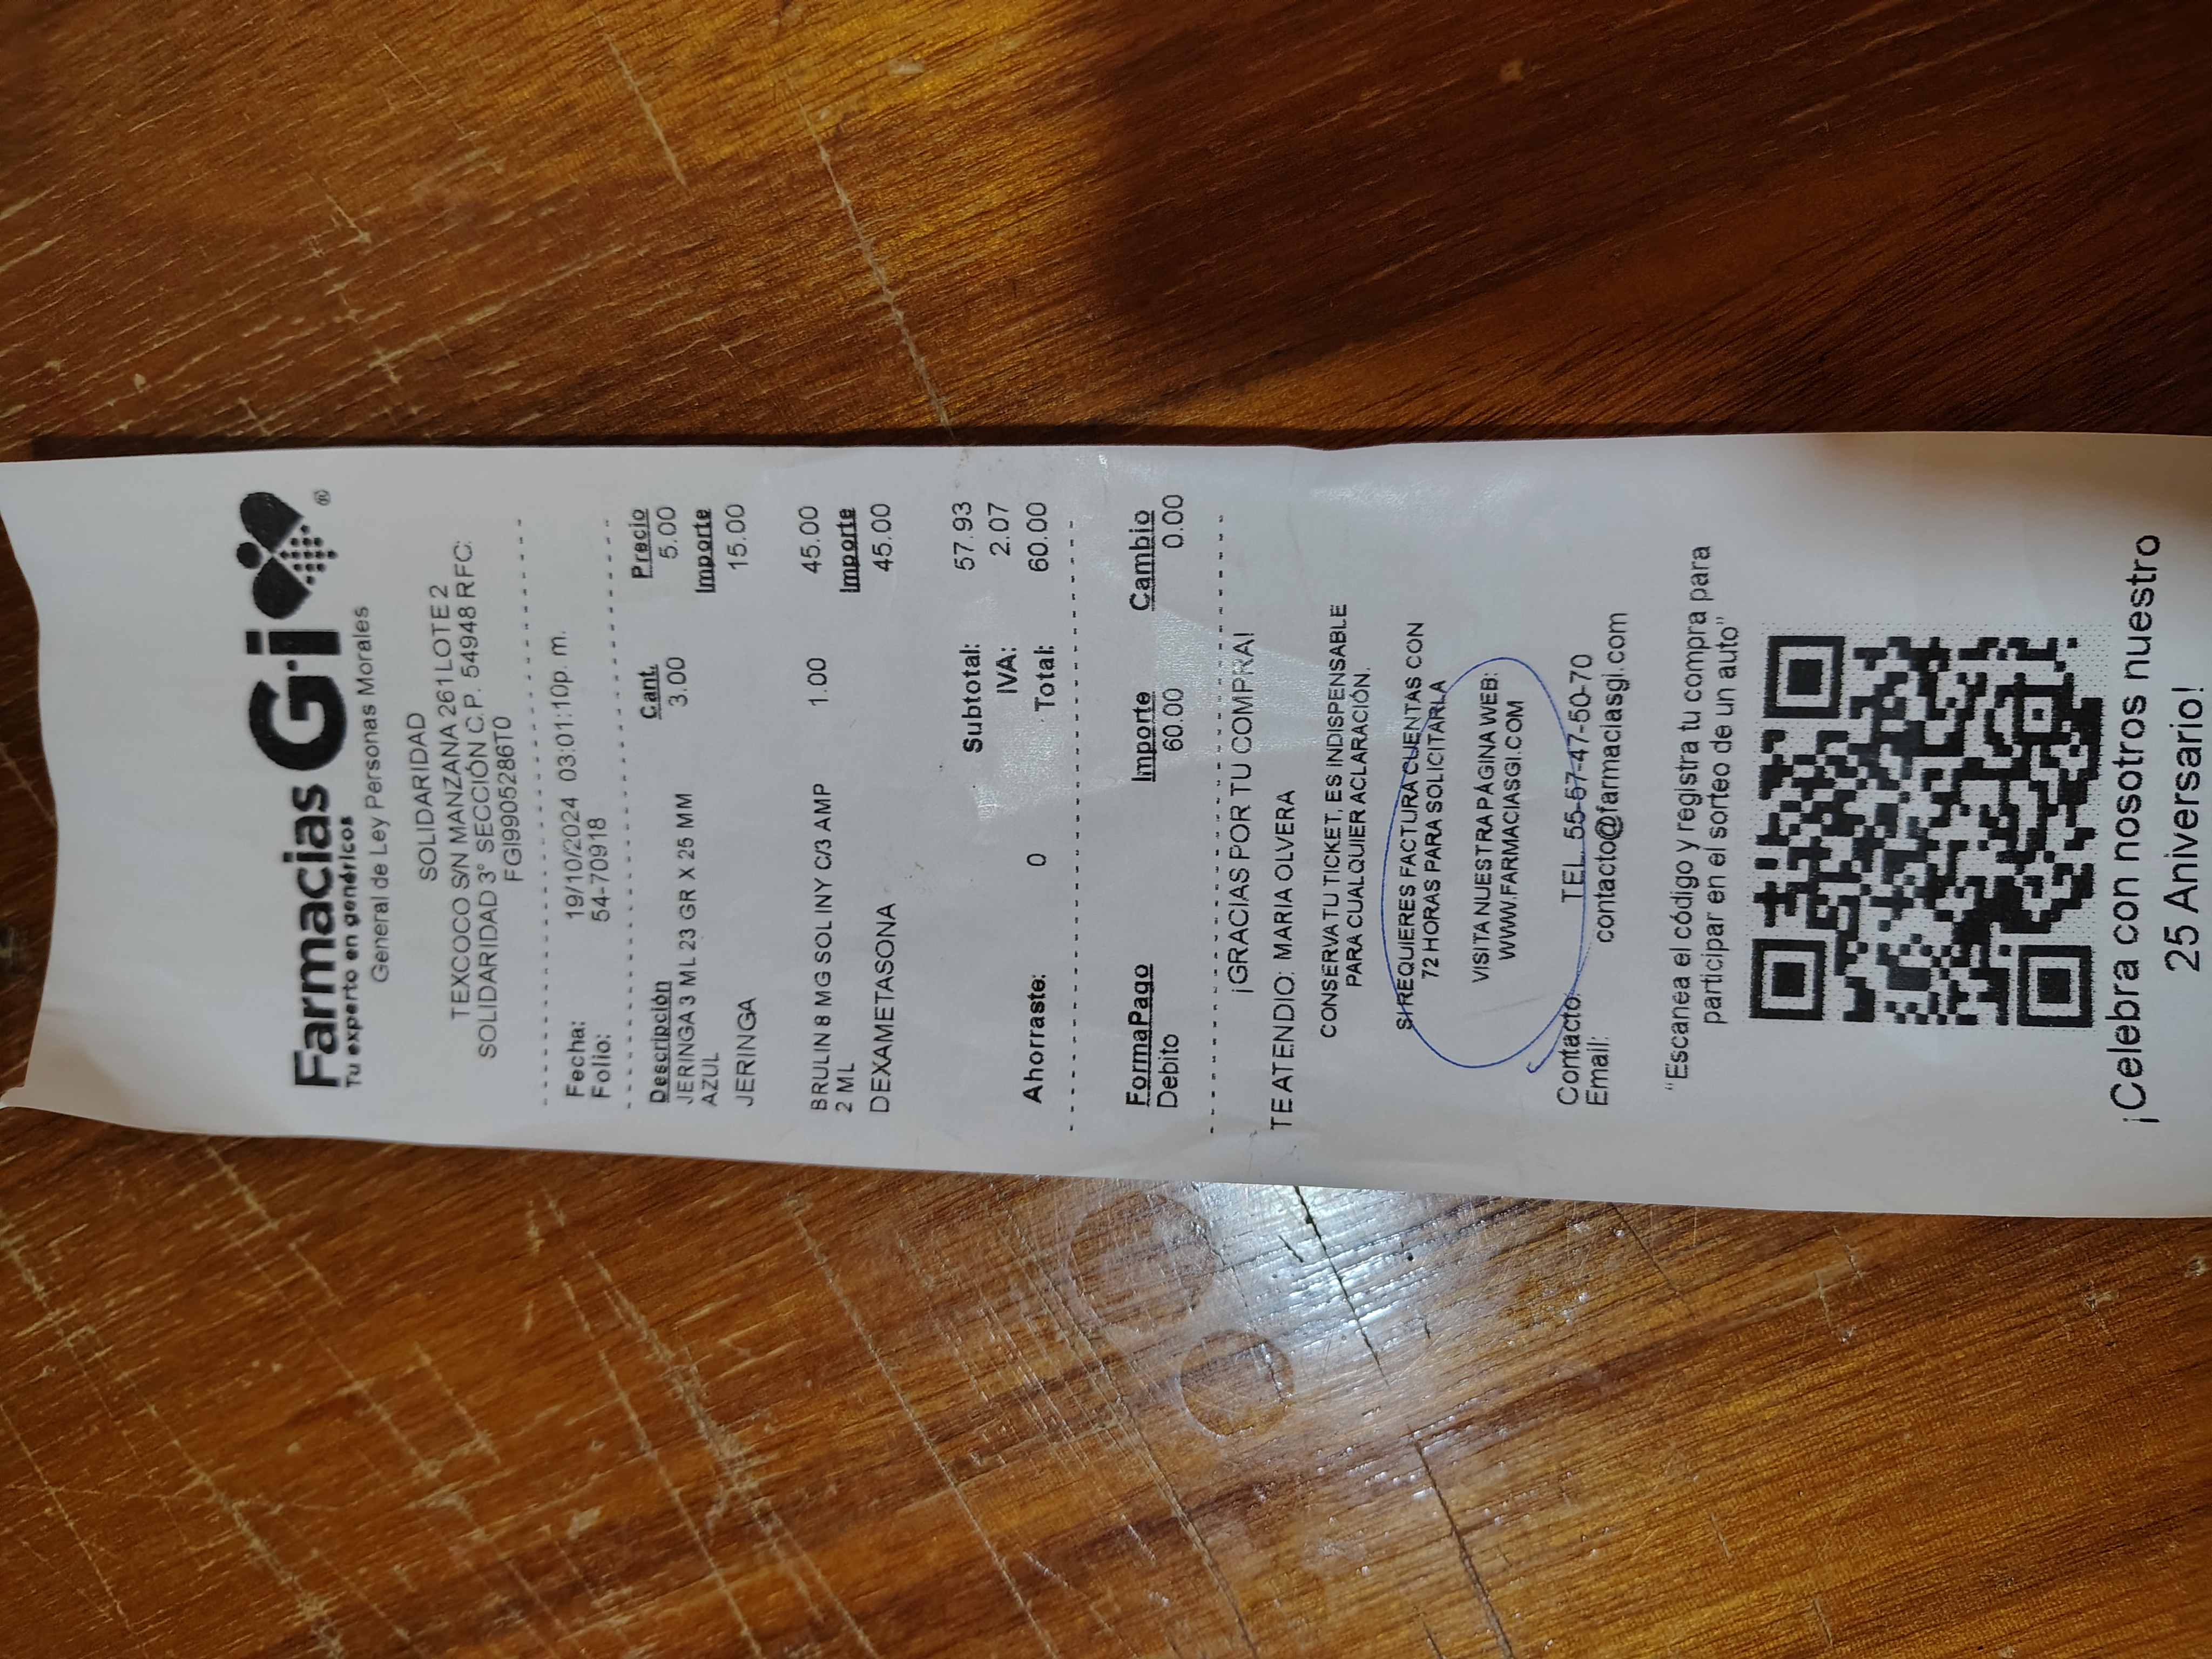 Farmacias Gi ®
Tu experto en genéricos
General de Ley Personas Morales
SOLIDARIDAD
TEXCOCO S/N MANZANA 261 LOTE 2
SOLIDARIDAD 3° SECCIÓN C.P. 54948 RFC:
FGI9905286T0
Fecha: 19/10/2024 03:01:10p. m.
Folio: 54-70918
Descripción Cant. Precio
JERINGA 3 ML 23 GR X 25 MM 3.00 5.00
AZUL Importe
JERINGA 15.00
BRULIN 8 MG SOL INY C/3 AMP 1.00 45.00
2 ML Importe
DEXAMETASONA 45.00
Subtotal: 57.93
IVA: 2.07
Ahorraste: 0 Total: 60.00
FormaPago Importe Cambio
Debito 60.00 0.00
¡GRACIAS POR TU COMPRA!
TE ATENDIO: MARIA OLVERA
CONSERVA TU TICKET, ES INDISPENSABLE
PARA CUALQUIER ACLARACIÓN.
SI REQUIERES FACTURA CUENTAS CON
72 HORAS PARA SOLICITARLA
VISITA NUESTRA PÁGINA WEB:
WWW.FARMACIASGI.COM
Contacto: TEL. 55-57-47-50-70
Email: contacto@farmaciasgi.com
"Escanea el código y registra tu compra para
participar en el sorteo de un auto"
¡Celebra con nosotros nuestro
25 Aniversario!